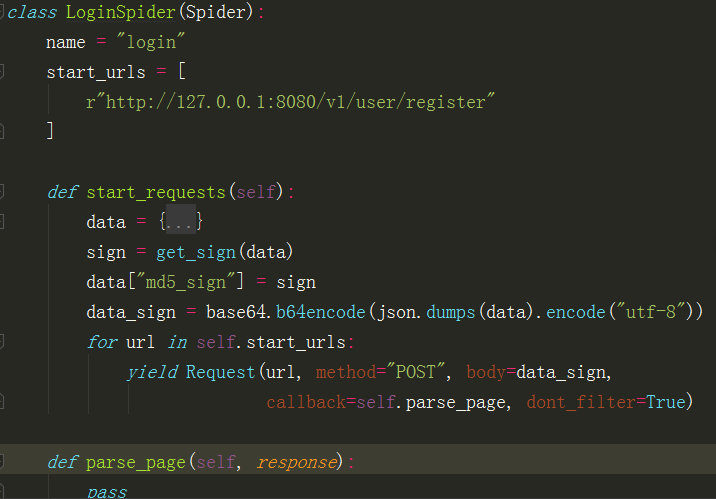 class LoginSpider(Spider):
    name = "login"
    start_urls = [
        r"http://127.0.0.1:8080/v1/user/register"
    ]

    def start_requests(self):
        data = {...}
        sign = get_sign(data)
        data["md5_sign"] = sign
        data_sign = base64.b64encode(json.dumps(data).encode("utf-8"))
        for url in self.start_urls:
            yield Request(url, method="POST", body=data_sign,
                          callback=self.parse_page, dont_filter=True)

    def parse_page(self, response):
        pass